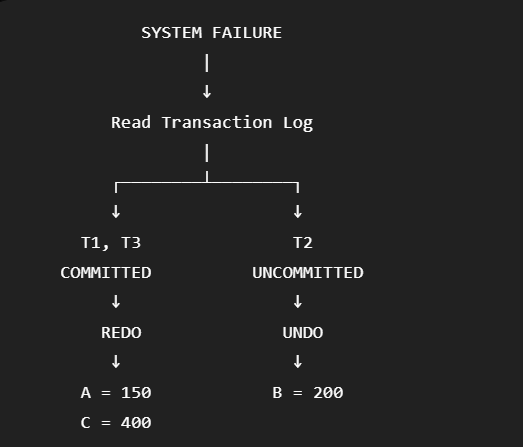 SYSTEM FAILURE
Read Transaction Log
T1, T3 T2
COMMITTED UNCOMMITTED
REDO UNDO
A = 150 B = 200
C = 400